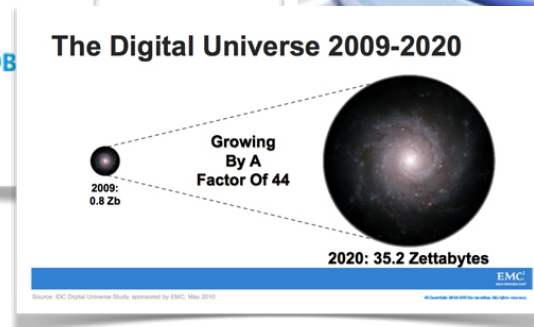 The Digital Universe 2009-2020
Growing
By A
Factor Of 44
2009:
0.8 Zb
2020: 35.2 Zettabytes
EMC²
Source: IDC Digital Universe Study, sponsored by EMC, May 2010